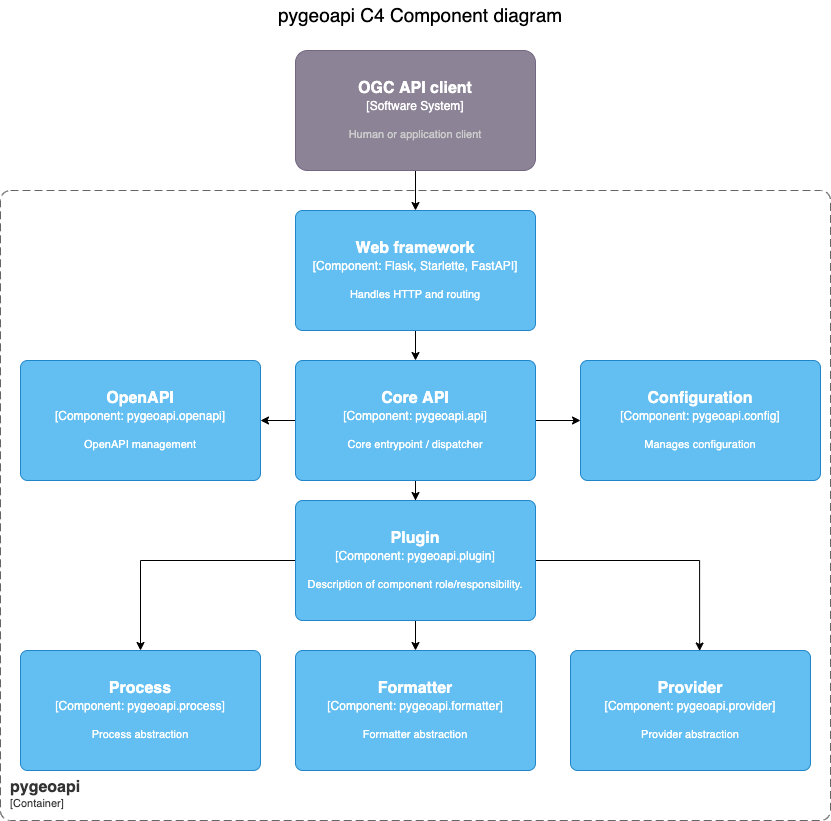 pygeoapi C4 Component diagram
OGC API client
[Software System]
Human or application client
Web framework
[Component: Flask, Starlette, FastAPI]
Handles HTTP and routing
OpenAPI
[Component: pygeoapi.openapi]
OpenAPI management
Core API
[Component: pygeoapi.api]
Core entrypoint / dispatcher
Configuration
[Component: pygeoapi.config]
Manages configuration
Plugin
[Component: pygeoapi.plugin]
Description of component role/responsibility.
Process
[Component: pygeoapi.process]
Process abstraction
Formatter
[Component: pygeoapi.formatter]
Formatter abstraction
Provider
[Component: pygeoapi.provider]
Provider abstraction
pygeoapi
[Container]